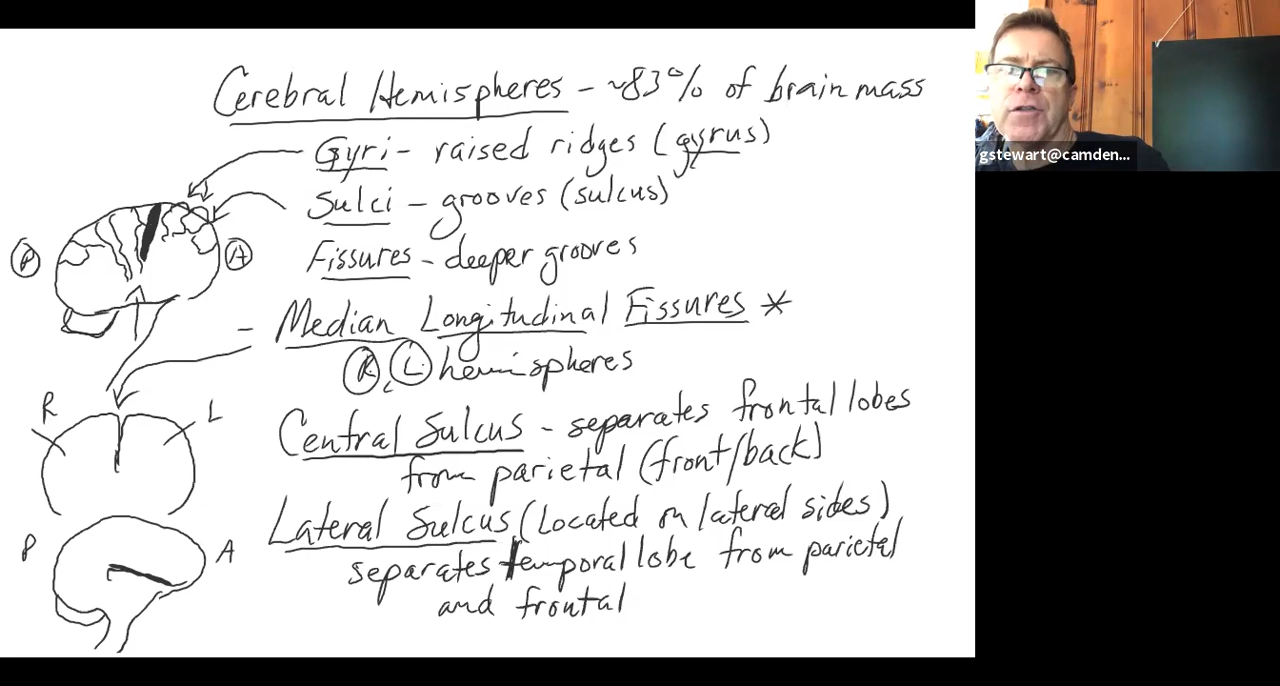 Cerebral Hemispheres - ~83% of brain mass
Gyri - raised ridges (gyrus)
Sulci - grooves (sulcus)
Fissures - deeper grooves
P
A
- Median Longitudinal Fissures *
R, L hemispheres
R
L
Central Sulcus - separates frontal lobes
from parietal (front/back)
Lateral Sulcus (located on lateral sides)
separates temporal lobe from parietal
and frontal
P
A
gstewart@camden...